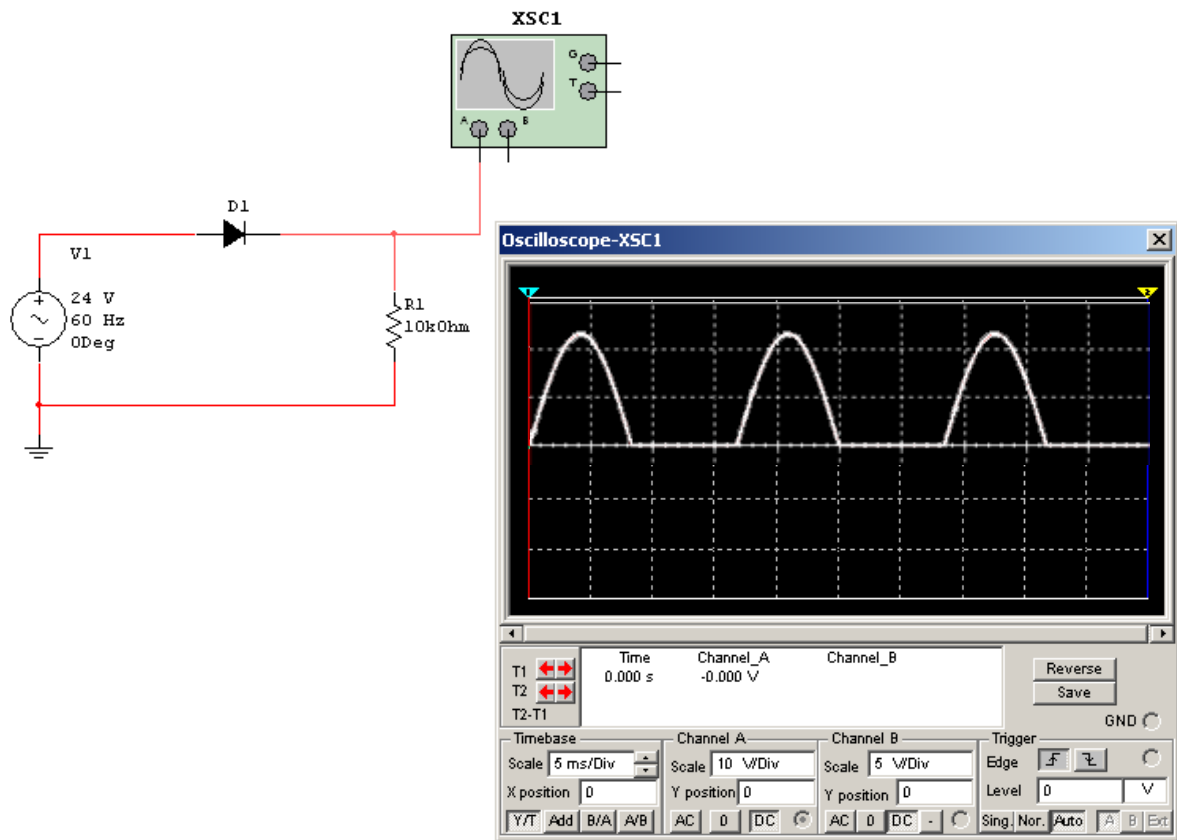 XSC1
G
T
A B
D1
V1
24 V
60 Hz
0Deg
R1
10kOhm
Oscilloscope-XSC1
1 2
Time Channel_A Channel_B
T1 0.000 s -0.000 V
T2
T2-T1
Reverse
Save
GND
Timebase
Scale 5 ms/Div
X position 0
Y/T Add B/A A/B
Channel A
Scale 10 V/Div
Y position 0
AC 0 DC
Channel B
Scale 5 V/Div
Y position 0
AC 0 DC -
Trigger
Edge
Level 0 V
Sing. Nor. Auto A B Ext